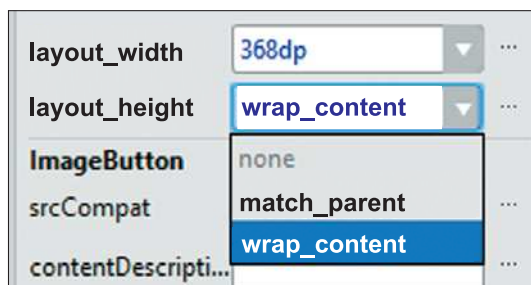 layout_width 368dp ...
layout_height wrap_content ...
ImageButton none
srcCompat match_parent ...
wrap_content
contentDescripti... ...